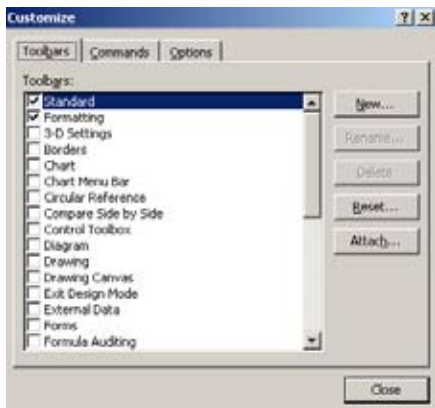 Customize
Toolbars Commands Options
Toolbars:
Standard
Formatting
3-D Settings
Borders
Chart
Chart Menu Bar
Circular Reference
Compare Side by Side
Control Toolbox
Diagram
Drawing
Drawing Canvas
Exit Design Mode
External Data
Forms
Formula Auditing
New...
Rename...
Delete
Reset...
Attach...
Close